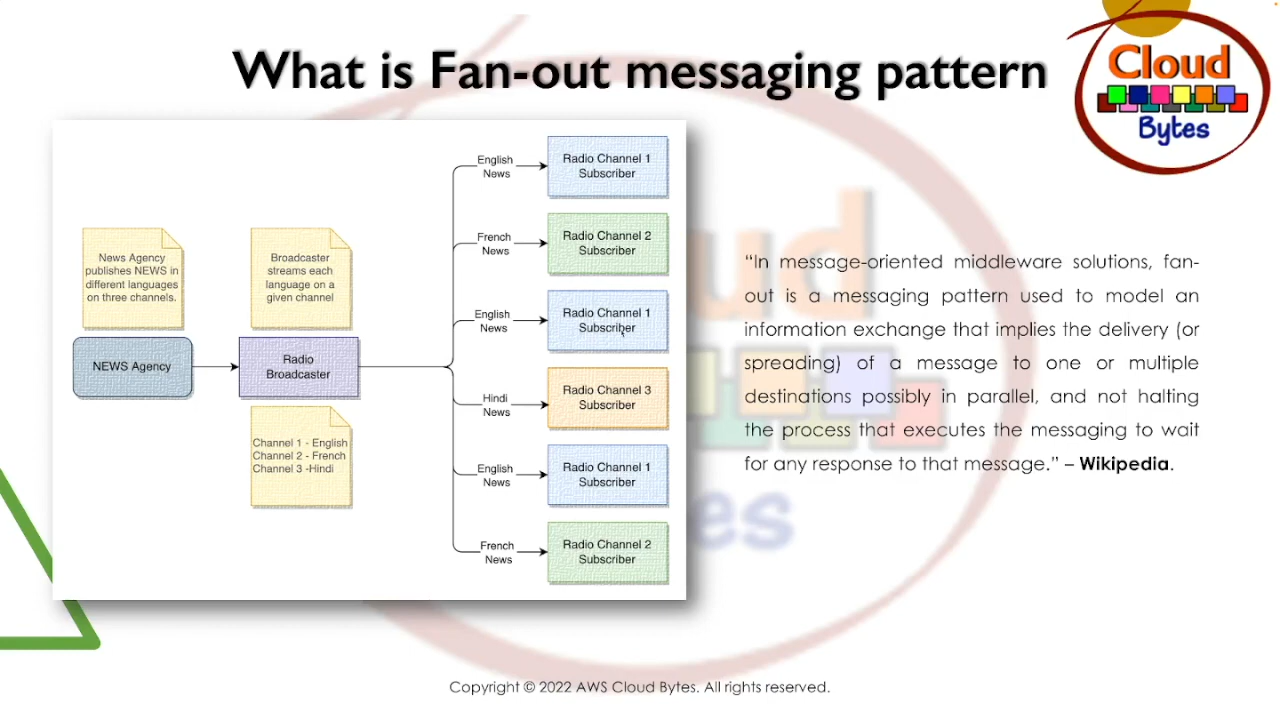 What is Fan-out messaging pattern
Cloud
Bytes
News Agency
publishes NEWS in
different languages
on three channels.
Broadcaster
streams each
language on a
given channel
NEWS Agency
Radio
Broadcaster
Channel 1 - English
Channel 2 - French
Channel 3 -Hindi
English
News
Radio Channel 1
Subscriber
French
News
Radio Channel 2
Subscriber
English
News
Radio Channel 1
Subscriber
Hindi
News
Radio Channel 3
Subscriber
English
News
Radio Channel 1
Subscriber
French
News
Radio Channel 2
Subscriber
“In message-oriented middleware solutions, fan-
out is a messaging pattern used to model an
information exchange that implies the delivery (or
spreading) of a message to one or multiple
destinations possibly in parallel, and not halting
the process that executes the messaging to wait
for any response to that message.” – Wikipedia.
Copyright © 2022 AWS Cloud Bytes. All rights reserved.